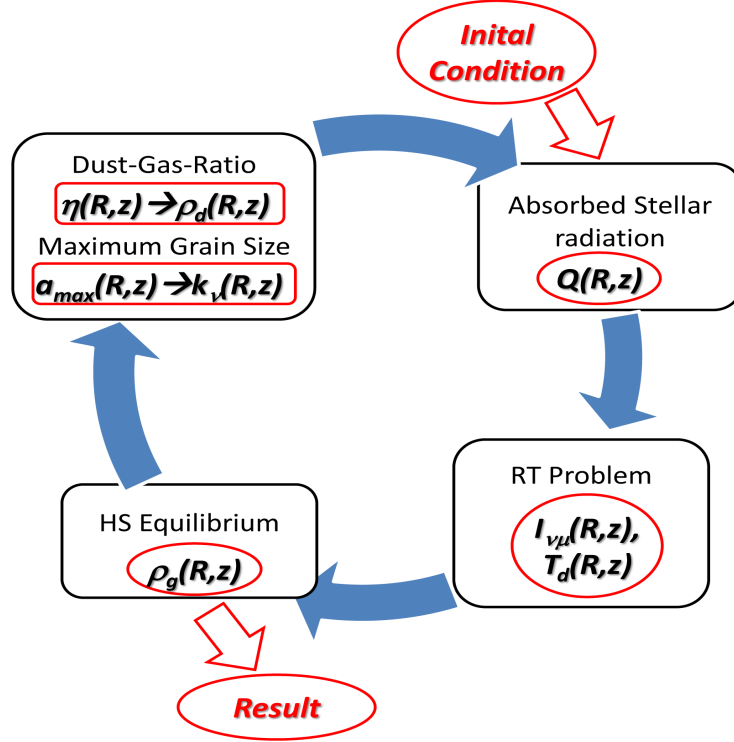 Inital
Condition
Dust-Gas-Ratio
η(R,z)→ρd(R,z)
Maximum Grain Size
amax(R,z)→kν(R,z)
Absorbed Stellar
radiation
Q(R,z)
RT Problem
Iνμ(R,z),
Td(R,z)
HS Equilibrium
ρg(R,z)
Result